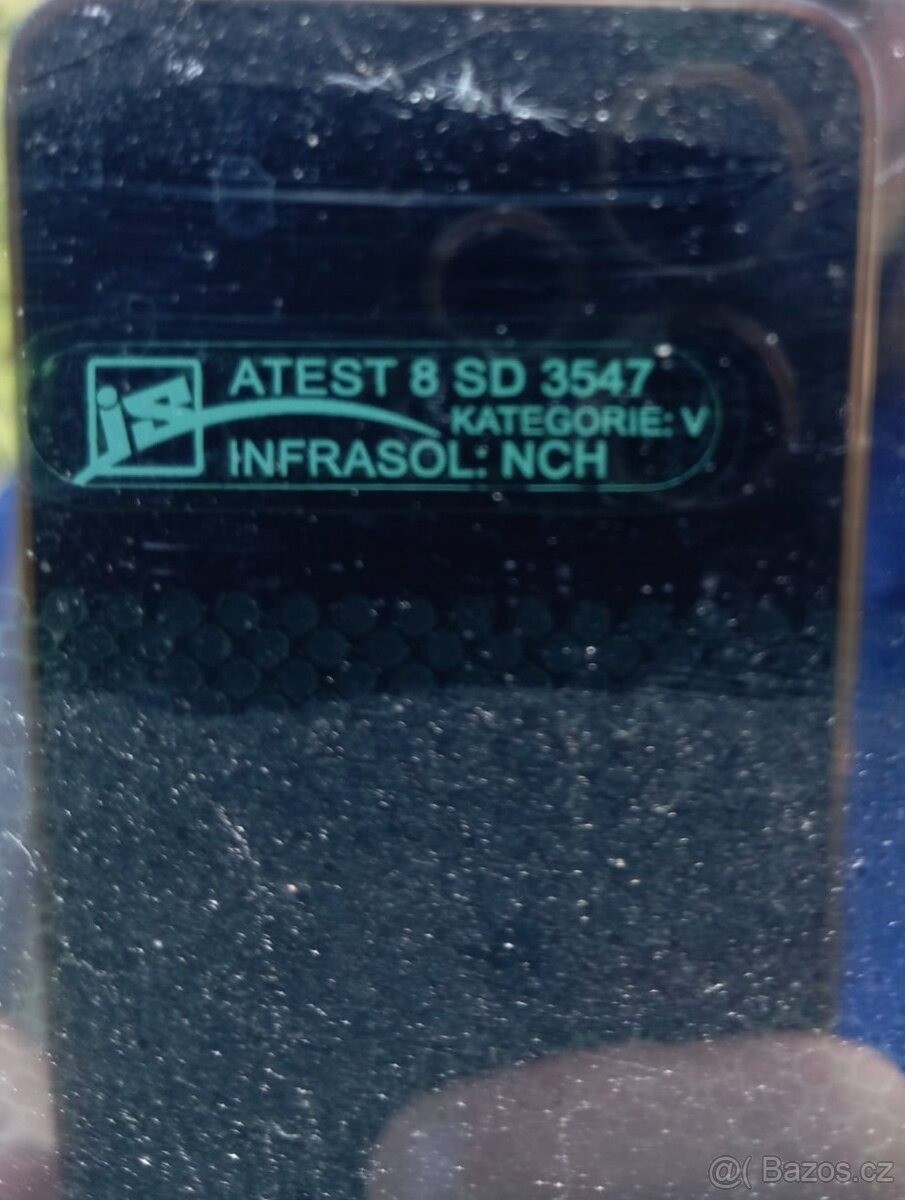 is
ATEST 8 SD 3547
KATEGORIE: V
INFRASOL: NCH
@( Bazos.cz